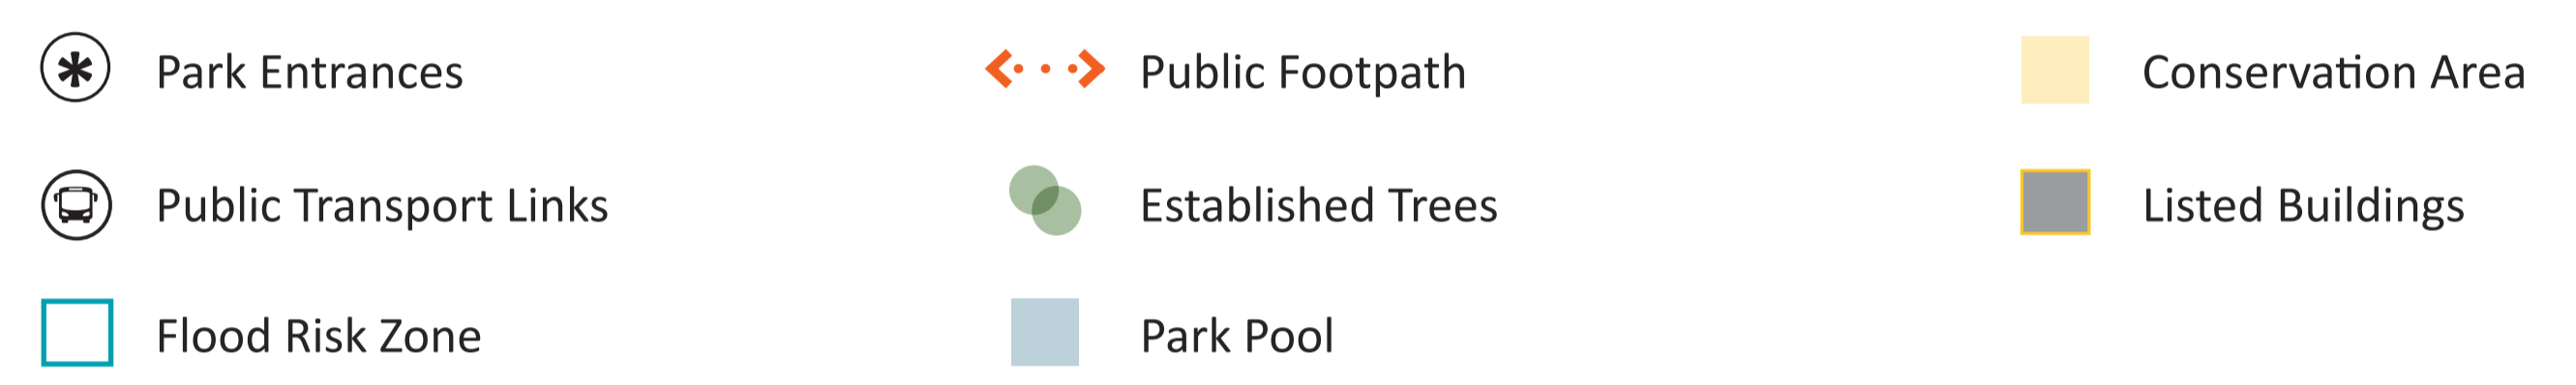 Park Entrances
Public Transport Links
Flood Risk Zone
Public Footpath
Established Trees
Park Pool
Conservation Area
Listed Buildings